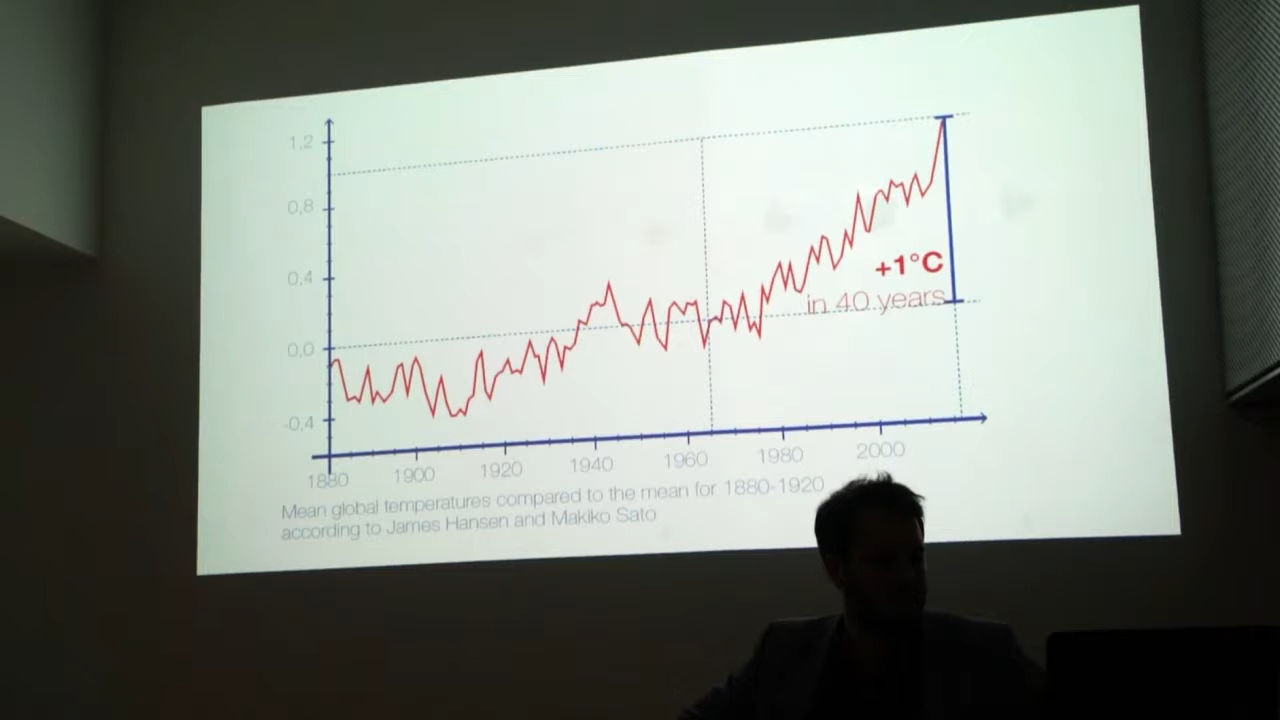 1,2
0,8
0,4
0,0
-0,4
+1°C
in 40 years
1880 1900 1920 1940 1960 1980 2000
Mean global temperatures compared to the mean for 1880-1920
according to James Hansen and Makiko Sato